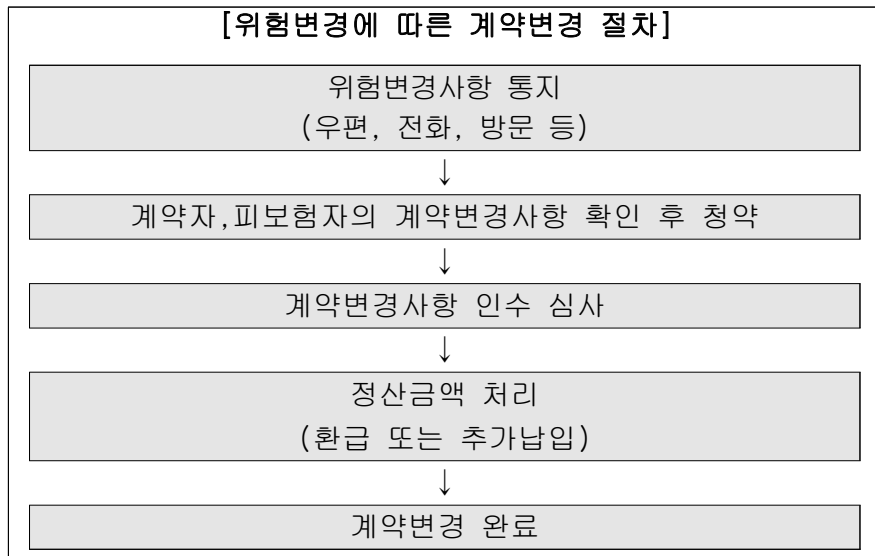 [위험변경에 따른 계약변경 절차]
위험변경사항 통지
(우편, 전화, 방문 등)
↓
계약자,피보험자의 계약변경사항 확인 후 청약
↓
계약변경사항 인수 심사
↓
정산금액 처리
(환급 또는 추가납입)
↓
계약변경 완료